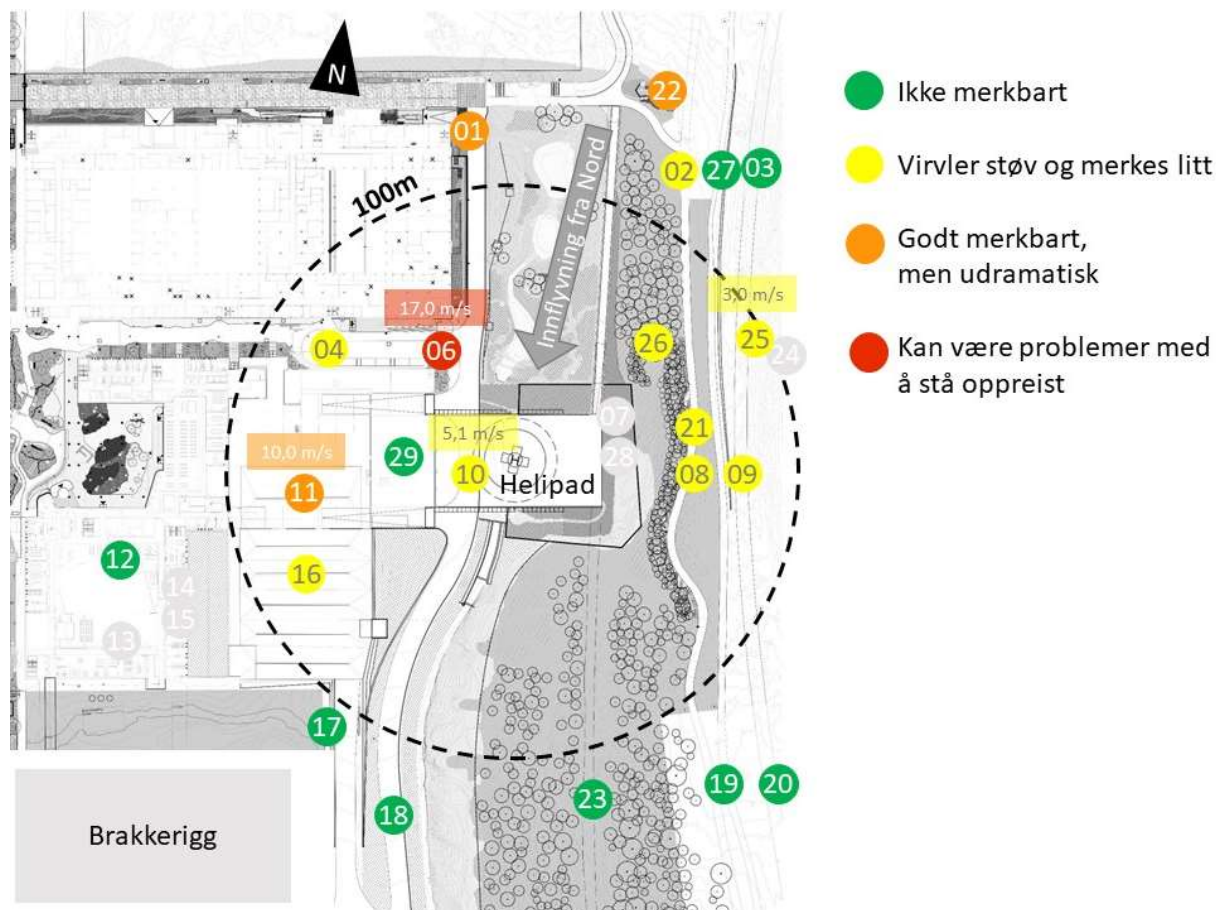 N
22
01
Innflyvning fra Nord
02
27
03
100m
17,0 m/s
3,0 m/s
04
06
26
25
24
07
21
5,1 m/s
10,0 m/s
29
10
28
08
09
Helipad
11
12
16
14
15
13
17
18
23
19
20
Brakkerigg
Ikke merkbart
Virvler støv og merkes litt
Godt merkbart,
men udramatisk
Kan være problemer med
å stå oppreist